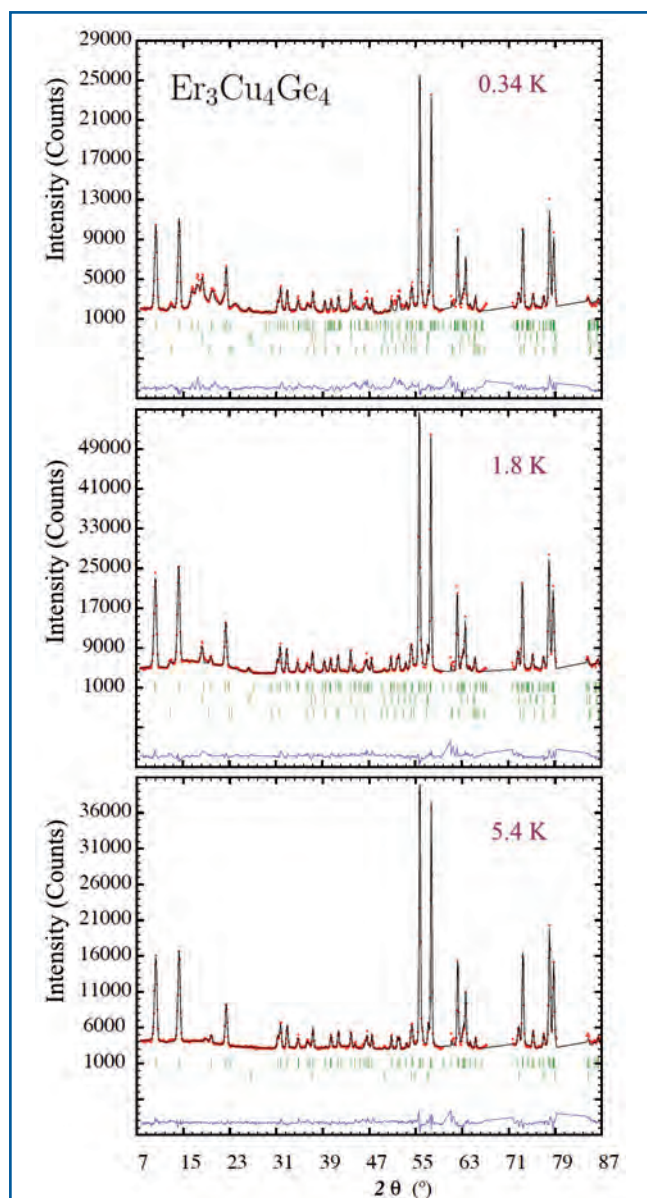 29000
25000
21000
17000
13000
9000
5000
1000
Intensity (Counts)
Er₃Cu₄Ge₄
0.34 K
49000
41000
33000
25000
17000
9000
1000
Intensity (Counts)
1.8 K
36000
31000
26000
21000
16000
11000
6000
1000
Intensity (Counts)
5.4 K
7 15 23 31 39 47 55 63 71 79 87
2 θ (°)